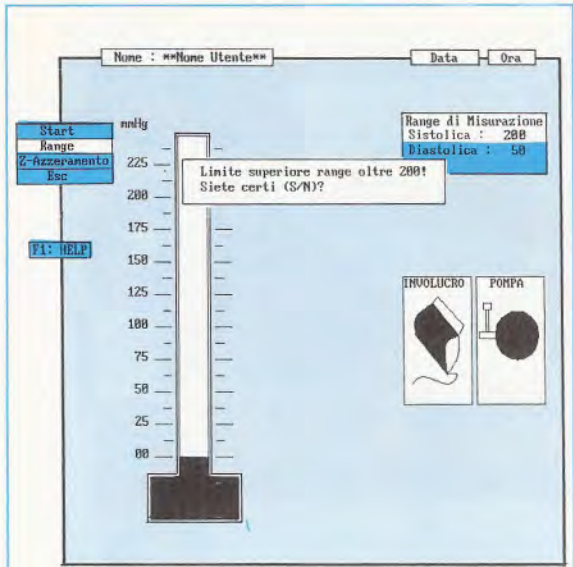 Nome : **Nome Utente**
Data
Ora
Start
Range
Z-Azzeramento
Esc
F1: HELP
mmHg
225
200
175
150
125
100
75
50
25
00
Limite superiore range oltre 200!
Siete certi (S/N)?
Range di Misurazione
Sistolica : 200
Diastolica : 50
INVOLUCRO
POMPA